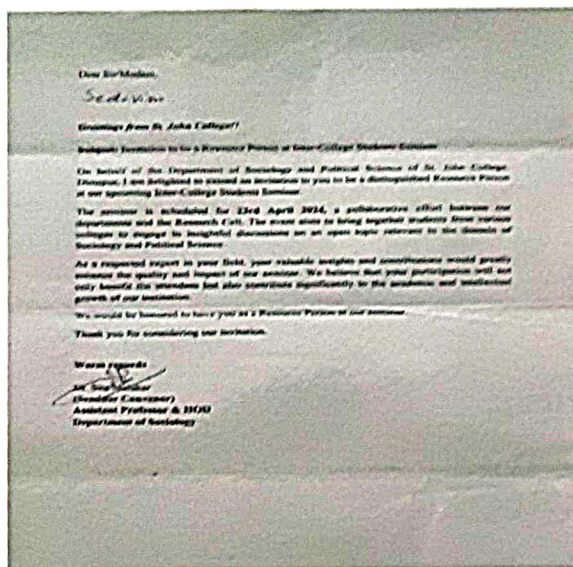 Dear Sir/Madam,
Greetings from St. John College!!
Subject: Invitation to be a Resource Person at Inter-College Students Seminar
On behalf of the Department of Sociology and Political Science of St. John College,
Dimapur, I am delighted to extend an invitation to you to be a distinguished Resource Person
at our upcoming Inter-College Students Seminar.
The seminar is scheduled for 23rd April 2024, a collaborative effort between our
department and the Research Cell. The event aims to bring together students from various
colleges to engage in insightful discussions on an open topic relevant to the domain of
Sociology and Political Science.
As a respected expert in your field, your valuable insights and contributions would greatly
enhance the quality and impact of our seminar. We believe that your participation will not
only benefit the attendees but also contribute significantly to the academic and intellectual
growth of our institution.
We would be honored to have you as a Resource Person at our seminar.
Thank you for considering our invitation.
Warm regards
(Seminar Convenor)
Assistant Professor & HOD
Department of Sociology